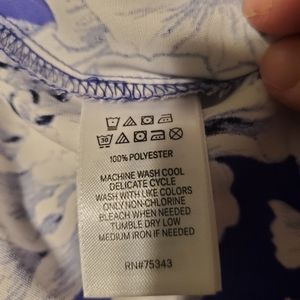 30
100% POLYESTER
MACHINE WASH COOL
DELICATE CYCLE
WASH WITH LIKE COLORS
ONLY NON-CHLORINE
BLEACH WHEN NEEDED
TUMBLE DRY LOW
MEDIUM IRON IF NEEDED
RN#75343